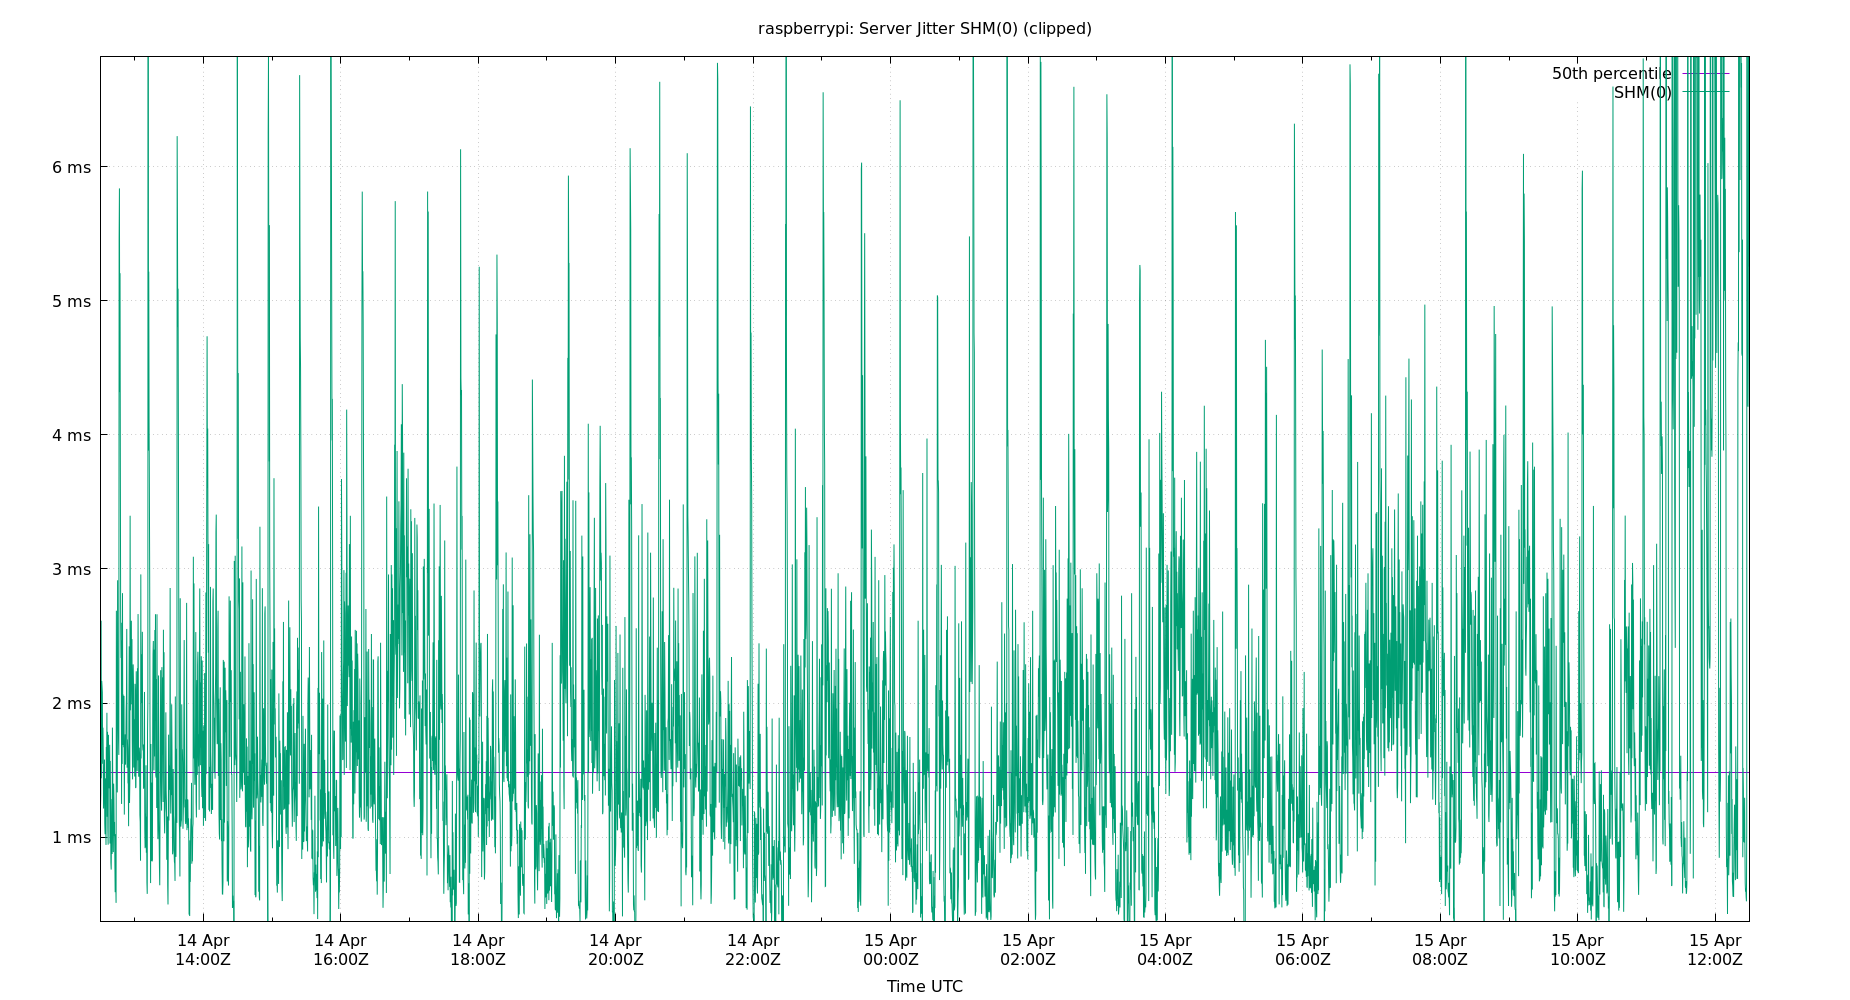 raspberrypi: Server Jitter SHM(0) (clipped)
50th percentile
SHM(0)
6 ms
5 ms
4 ms
3 ms
2 ms
1 ms
14 Apr 14 Apr 14 Apr 14 Apr 14 Apr 15 Apr 15 Apr 15 Apr 15 Apr 15 Apr 15 Apr 15 Apr
14:00Z 16:00Z 18:00Z 20:00Z 22:00Z 00:00Z 02:00Z 04:00Z 06:00Z 08:00Z 10:00Z 12:00Z
Time UTC